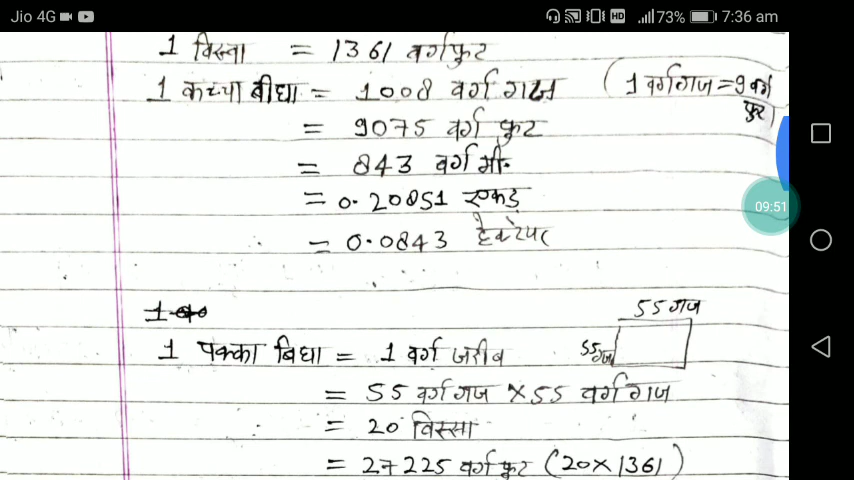 Jio 4G 73% 7:36 am
1 विस्वा = 1361 वर्गफुट
1 कच्चा बीघा = 1008 वर्ग गज (1 वर्गगज = 9 वर्ग फुट)
= 9075 वर्ग फुट
= 843 वर्ग मी.
09:51
= 0.20851 एकड़
= 0.0843 हेक्टेयर
55 गज
1 पक्का बिघा = 1 वर्ग जरीब 55 गज
= 55 वर्ग गज × 55 वर्ग गज
= 20 विस्सा
= 27225 वर्ग फुट (20×1361)